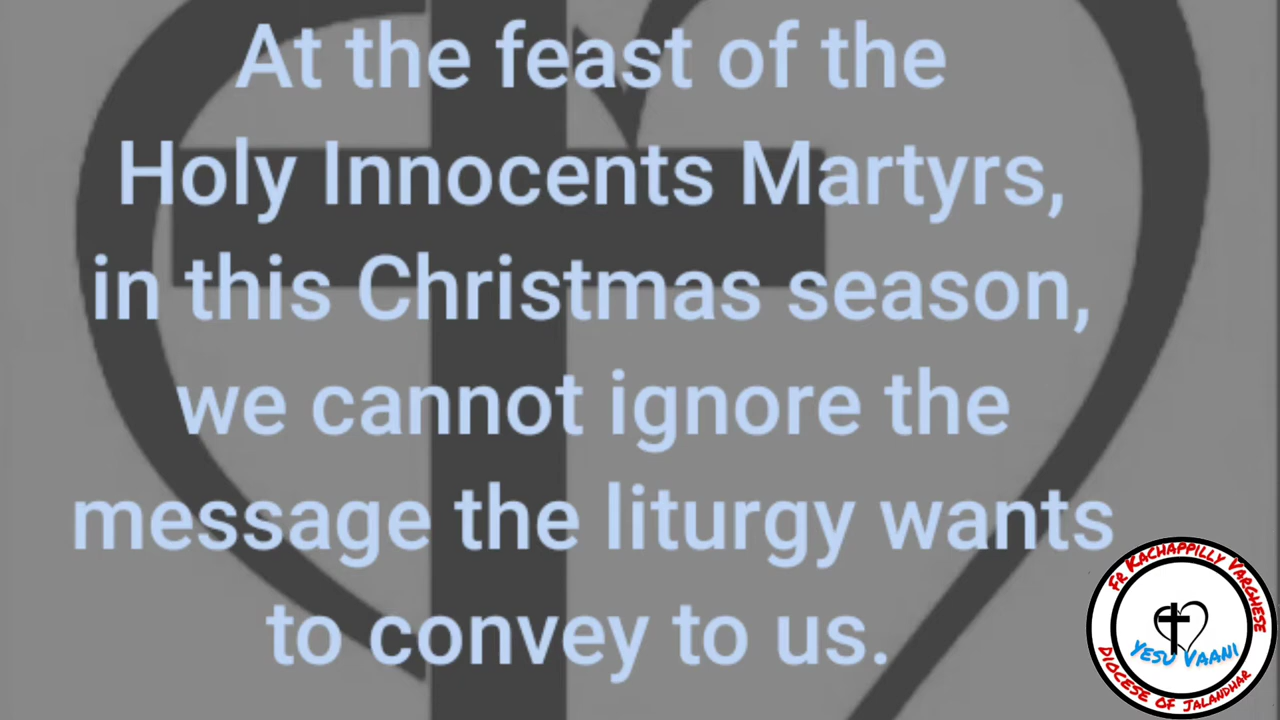 At the feast of the
Holy Innocents Martyrs,
in this Christmas season,
we cannot ignore the
message the liturgy wants
to convey to us.
Fr Kachappilly Varghese
Yesu Vaani
Diocese of Jalandhar